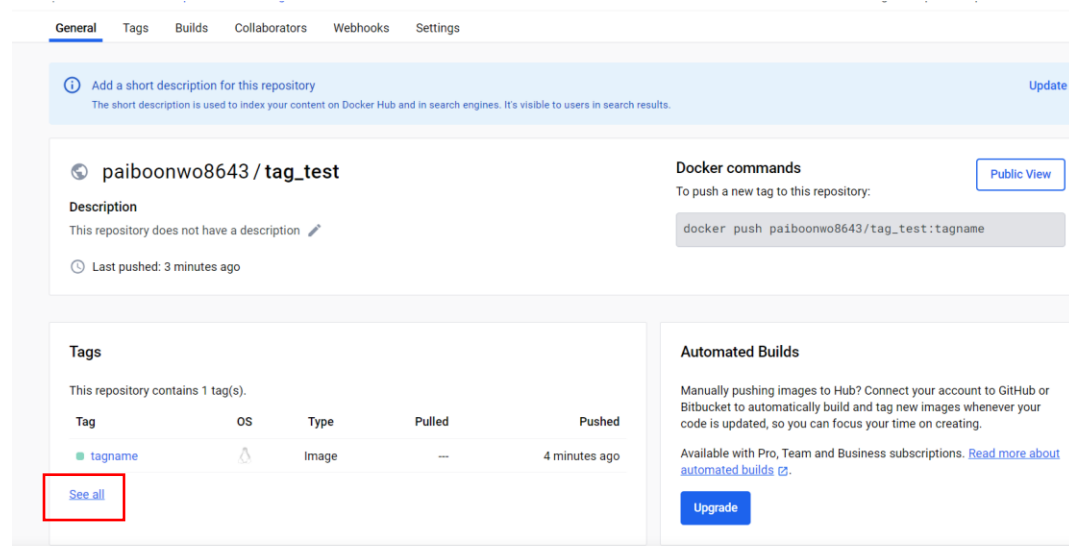 General Tags Builds Collaborators Webhooks Settings
Add a short description for this repository
Update
The short description is used to index your content on Docker Hub and in search engines. It's visible to users in search results.
paiboonwo8643 / tag_test
Description
This repository does not have a description
Last pushed: 3 minutes ago
Docker commands
Public View
To push a new tag to this repository:
docker push paiboonwo8643/tag_test:tagname
Tags
This repository contains 1 tag(s).
Tag OS Type Pulled Pushed
tagname Image --- 4 minutes ago
See all
Automated Builds
Manually pushing images to Hub? Connect your account to GitHub or
Bitbucket to automatically build and tag new images whenever your
code is updated, so you can focus your time on creating.
Available with Pro, Team and Business subscriptions. Read more about
automated builds.
Upgrade